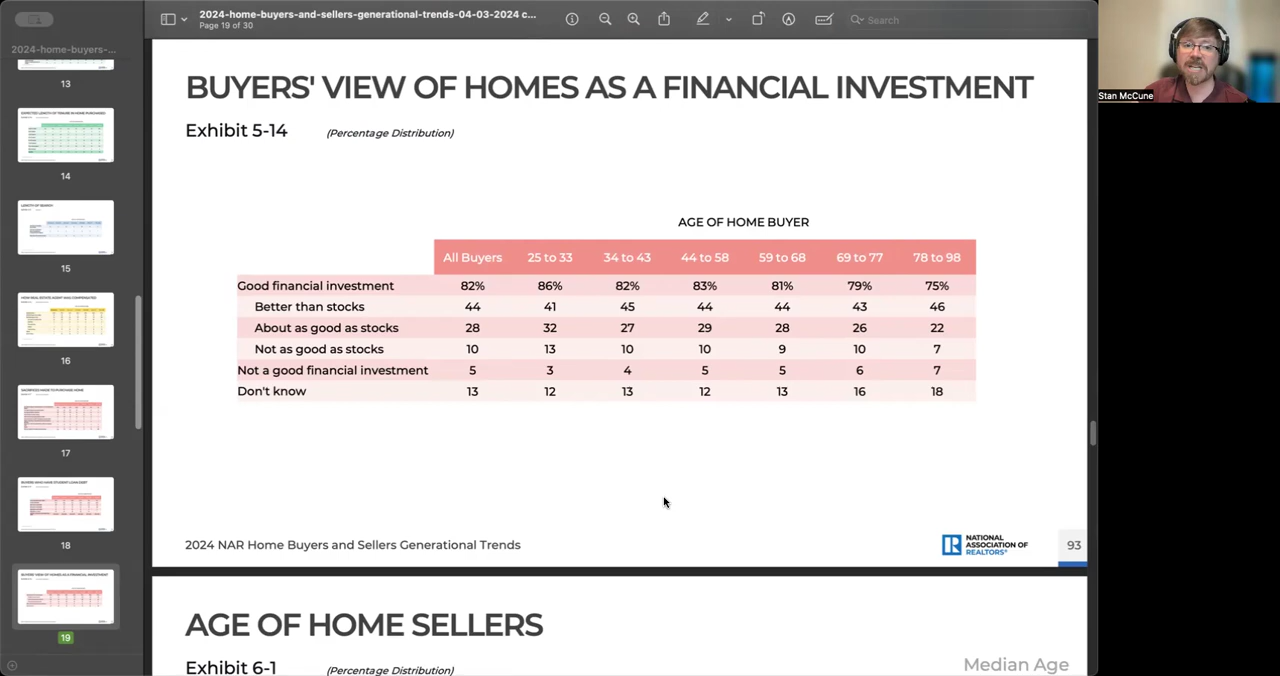 2024-home-buyers-and-sellers-generational-trends-04-03-2024 c...
Page 19 of 30
Search
2024-home-buyers-...
13
14
15
16
17
18
19
BUYERS' VIEW OF HOMES AS A FINANCIAL INVESTMENT
Exhibit 5-14 (Percentage Distribution)
AGE OF HOME BUYER
All Buyers 25 to 33 34 to 43 44 to 58 59 to 68 69 to 77 78 to 98
Good financial investment 82% 86% 82% 83% 81% 79% 75%
Better than stocks 44 41 45 44 44 43 46
About as good as stocks 28 32 27 29 28 26 22
Not as good as stocks 10 13 10 10 9 10 7
Not a good financial investment 5 3 4 5 5 6 7
Don't know 13 12 13 12 13 16 18
2024 NAR Home Buyers and Sellers Generational Trends
NATIONAL
ASSOCIATION OF
REALTORS®
93
AGE OF HOME SELLERS
Exhibit 6-1 (Percentage Distribution)
Median Age
Stan McCune